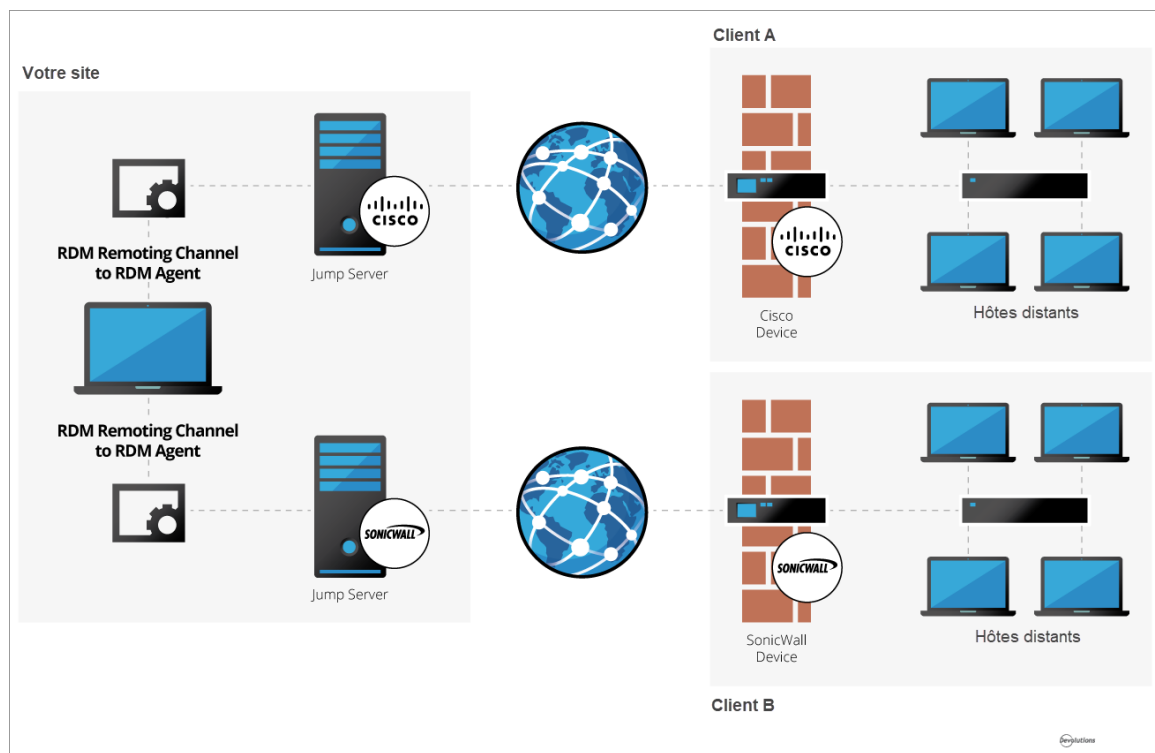 Client A
Votre site
CISCO
CISCO
RDM Remoting Channel
to RDM Agent
Jump Server
Cisco
Device
Hôtes distants
RDM Remoting Channel
to RDM Agent
SONICWALL
SONICWALL
Jump Server
SonicWall
Device
Hôtes distants
Client B
Devolutions